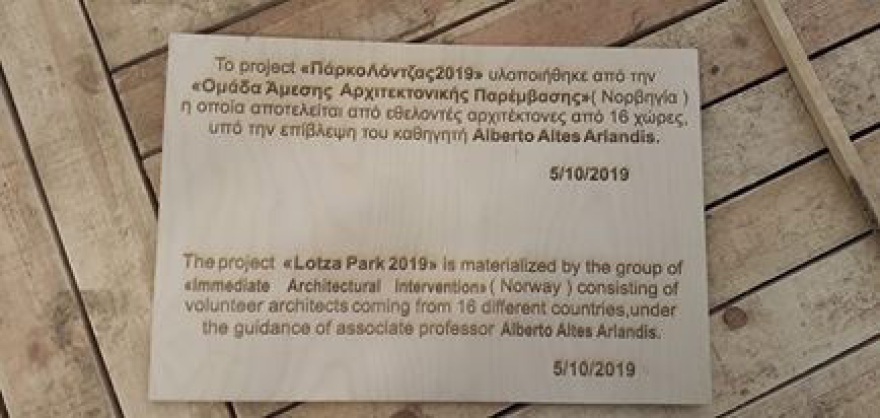 Το project «ΠάρκοΛόντζας2019» υλοποιήθηκε από την
«Ομάδα Άμεσης Αρχιτεκτονικής Παρέμβασης»( Νορβηγία )
η οποία αποτελείται από εθελοντές αρχιτέκτονες από 16 χώρες,
υπό την επίβλεψη του καθηγητή Alberto Altes Arlandis.
5/10/2019
The project «Lotza Park 2019» is materialized by the group of
«Immediate Architectural Intervention» ( Norway ) consisting of
volunteer architects coming from 16 different countries,under
the guidance of associate professor Alberto Altes Arlandis.
5/10/2019